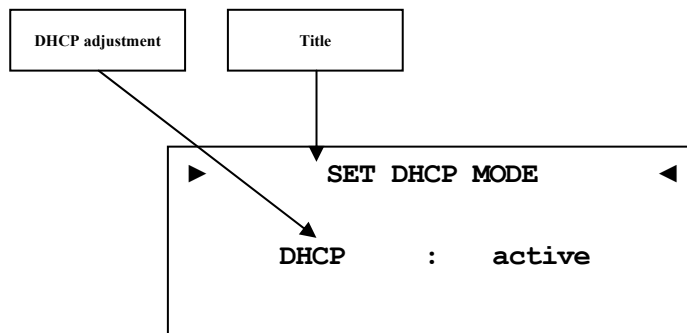 DHCP adjustment
Title
► SET DHCP MODE ◄
DHCP : active